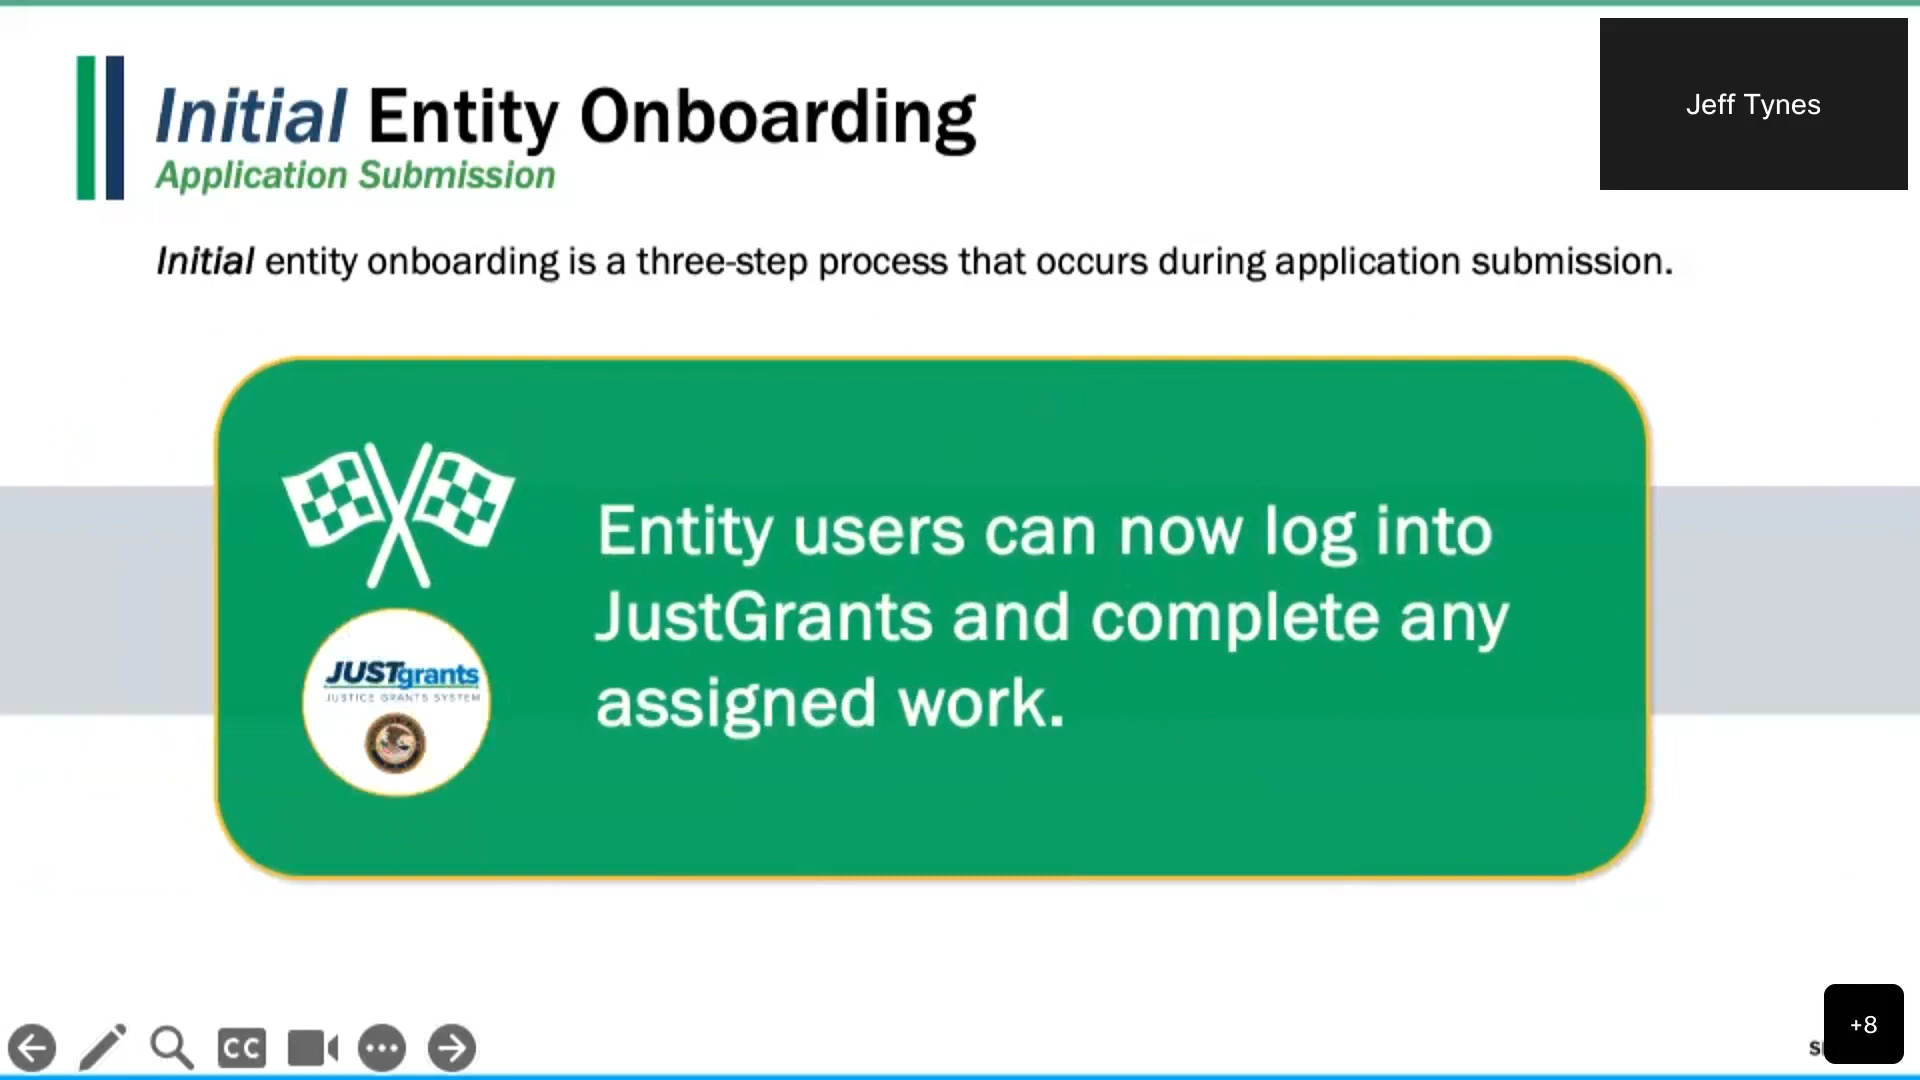 Initial Entity Onboarding
Application Submission
Jeff Tynes
Initial entity onboarding is a three-step process that occurs during application submission.
Entity users can now log into
JustGrants and complete any
assigned work.
JUSTgrants
JUSTICE GRANTS SYSTEM
CC
+8